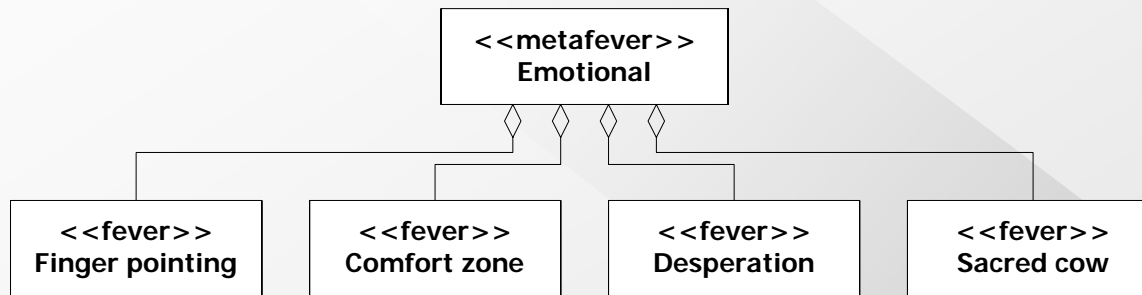 <<metafever>>
Emotional
<<fever>>
Finger pointing
<<fever>>
Comfort zone
<<fever>>
Desperation
<<fever>>
Sacred cow